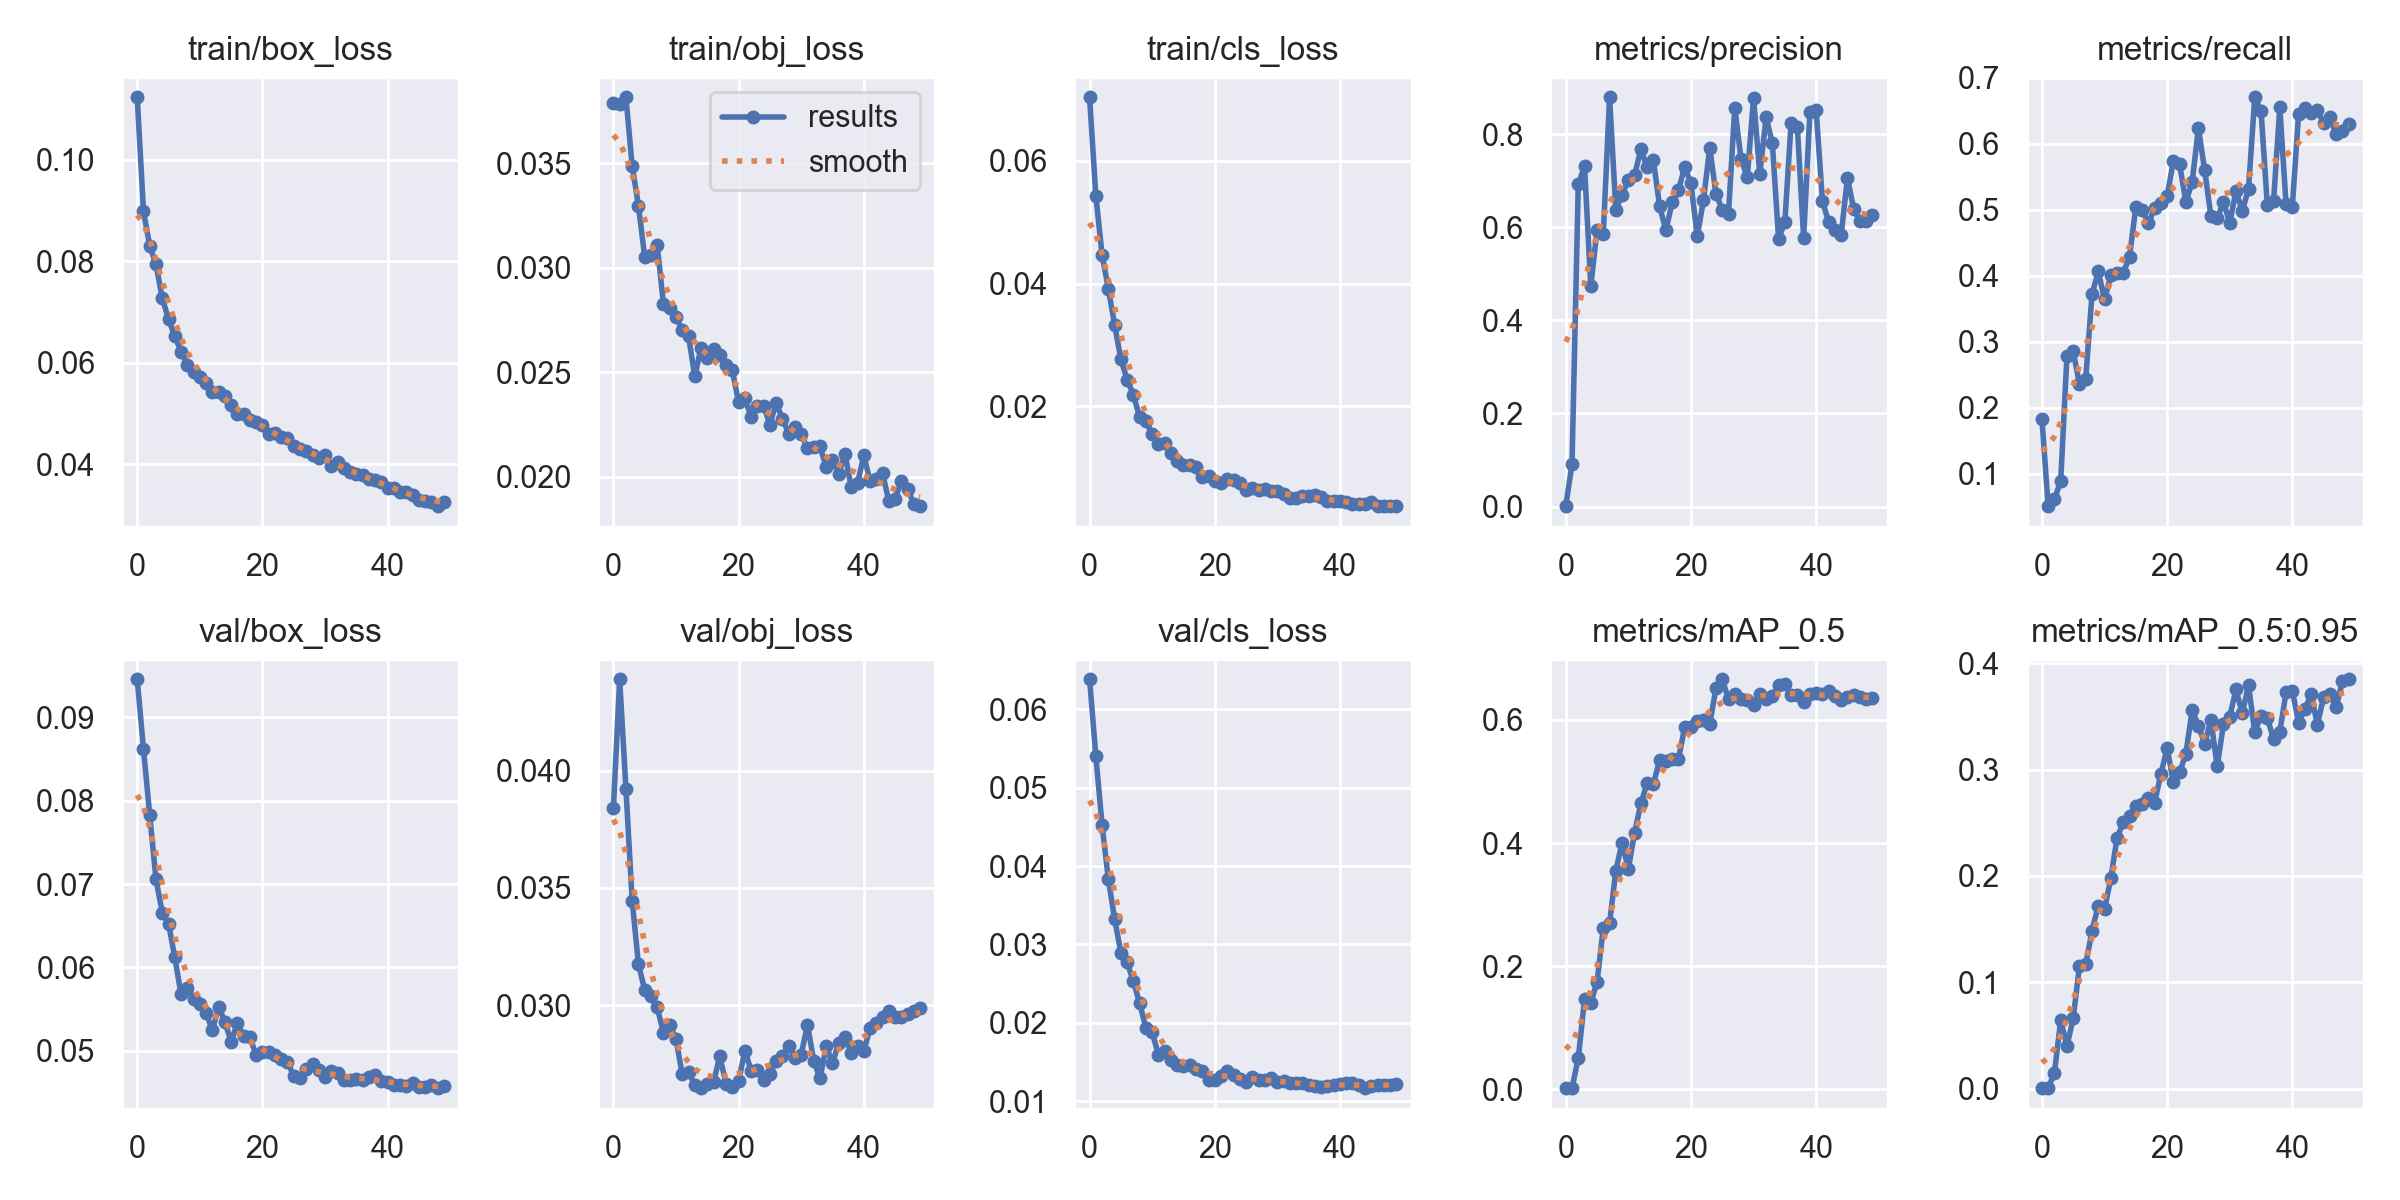 train/box_loss
0.10
0.08
0.06
0.04
0 20 40
train/obj_loss
results
smooth
0.035
0.030
0.025
0.020
0 20 40
train/cls_loss
0.06
0.04
0.02
0 20 40
metrics/precision
0.8
0.6
0.4
0.2
0.0
0 20 40
metrics/recall
0.7
0.6
0.5
0.4
0.3
0.2
0.1
0 20 40
val/box_loss
0.09
0.08
0.07
0.06
0.05
0 20 40
val/obj_loss
0.040
0.035
0.030
0 20 40
val/cls_loss
0.06
0.05
0.04
0.03
0.02
0.01
0 20 40
metrics/mAP_0.5
0.6
0.4
0.2
0.0
0 20 40
metrics/mAP_0.5:0.95
0.4
0.3
0.2
0.1
0.0
0 20 40